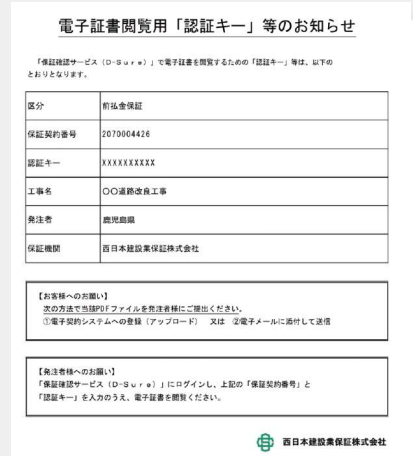 電子証書閲覧用「認証キー」等のお知らせ
「保証確認サービス(D-Sure)」で電子証書を閲覧するための「認証キー」等は、以下の
とおりとなります。
区分 前払金保証
保証契約番号 2070004426
認証キー XXXXXXXXXX
工事名 〇〇道路改良工事
発注者 鹿児島県
保証機関 西日本建設業保証株式会社
【お客様へのお願い】
次の方法で当該PDFファイルを発注者様にご提出ください。
①電子契約システムへの登録(アップロード) 又は ②電子メールに添付して送信
【発注者様へのお願い】
「保証確認サービス(D-Sure)」にログインし、上記の「保証契約番号」と
「認証キー」を入力のうえ、電子証書を閲覧ください。
西日本建設業保証株式会社